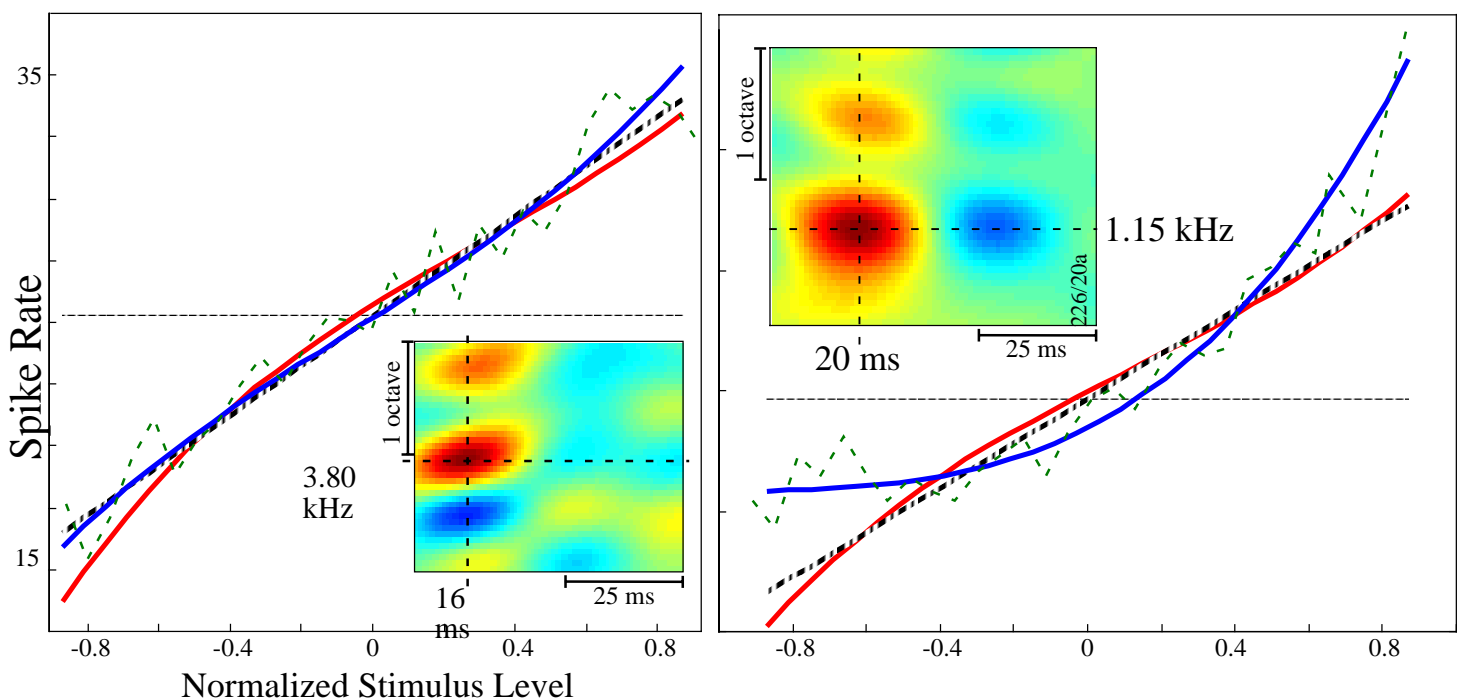 35
15
Spike Rate
-0.8
-0.4
0
0.4
0.8
Normalized Stimulus Level
1 octave
3.80
kHz
16
ms
25 ms
1 octave
1.15 kHz
226/20a
20 ms
25 ms
-0.8
-0.4
0
0.4
0.8